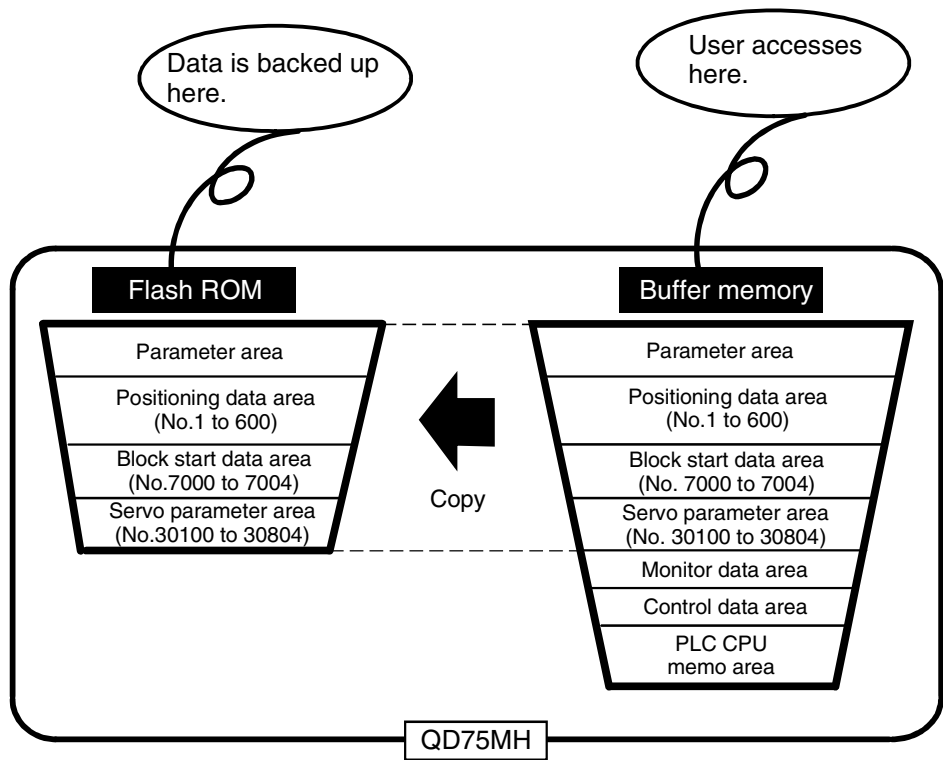 Data is backed up
here.
User accesses
here.
Flash ROM
Buffer memory
Parameter area
Positioning data area
(No.1 to 600)
Block start data area
(No.7000 to 7004)
Servo parameter area
(No.30100 to 30804)
Copy
Parameter area
Positioning data area
(No.1 to 600)
Block start data area
(No. 7000 to 7004)
Servo parameter area
(No. 30100 to 30804)
Monitor data area
Control data area
PLC CPU
memo area
QD75MH